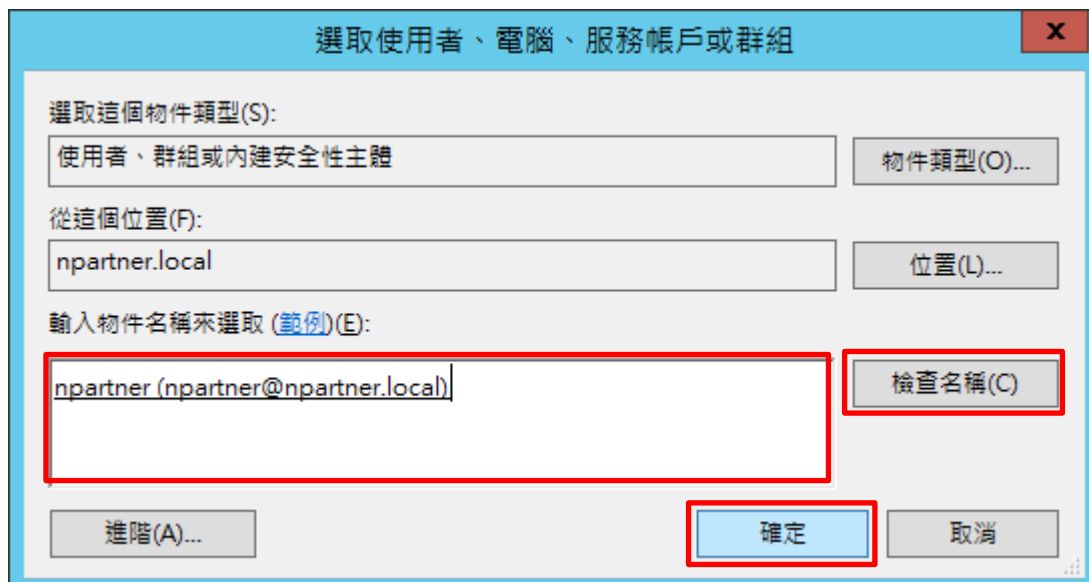 選取使用者、電腦、服務帳戶或群組
x
選取這個物件類型(S):
使用者、群組或內建安全性主體
物件類型(O)...
從這個位置(F):
npartner.local
位置(L)...
輸入物件名稱來選取 (範例)(E):
npartner (npartner@npartner.local)
檢查名稱(C)
進階(A)...
確定
取消